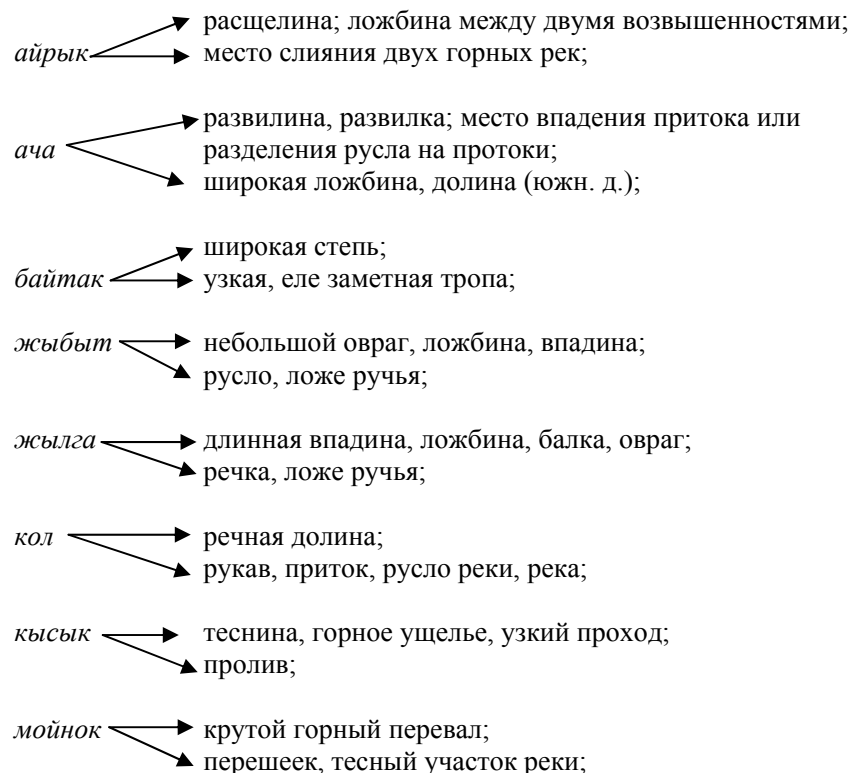 расщелина; ложбина между двумя возвышенностями;
айрык место слияния двух горных рек;
развилина, развилка; место впадения притока или
ача разделения русла на протоки;
широкая ложбина, долина (южн. д.);
широкая степь;
байтак узкая, еле заметная тропа;
жыбыт небольшой овраг, ложбина, впадина;
русло, ложе ручья;
жылга длинная впадина, ложбина, балка, овраг;
речка, ложе ручья;
кол речная долина;
рукав, приток, русло реки, река;
кысык теснина, горное ущелье, узкий проход;
пролив;
мойнок крутой горный перевал;
перешеек, тесный участок реки;